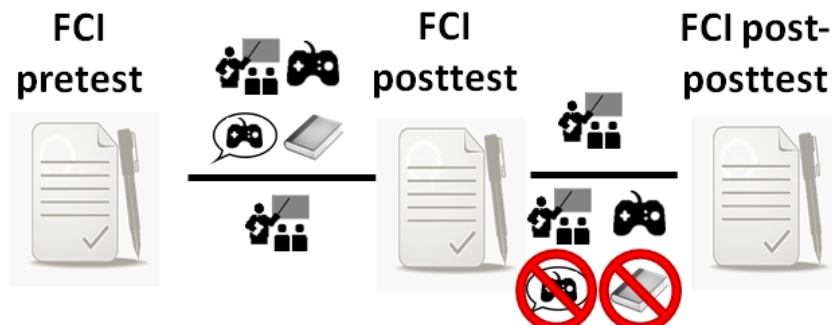 FCI
pretest
FCI
posttest
FCI post-
posttest